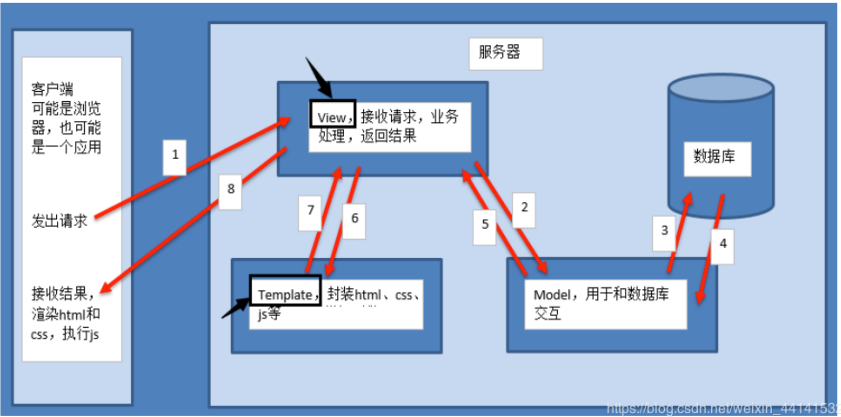 服务器
客户端
可能是浏览
器，也可能
是一个应用
发出请求
接收结果，
渲染html和
css，执行js
1
8
View，接收请求，业务
处理，返回结果
7
6
5
2
3
4
数据库
Template，封装html、css、
js等
Model，用于和数据库
交互
https://blog.csdn.net/weixin_44141532